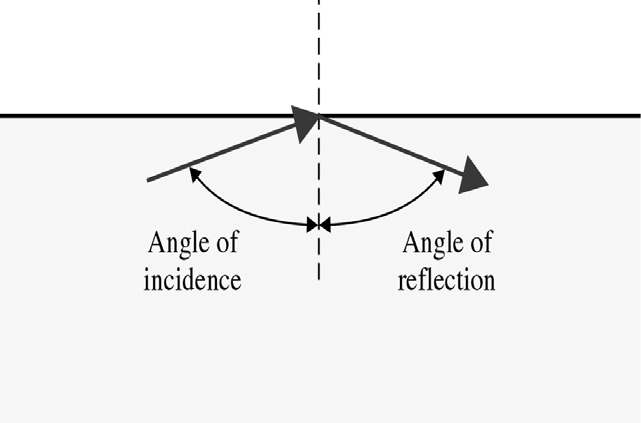 Angle of
incidence
Angle of
reflection